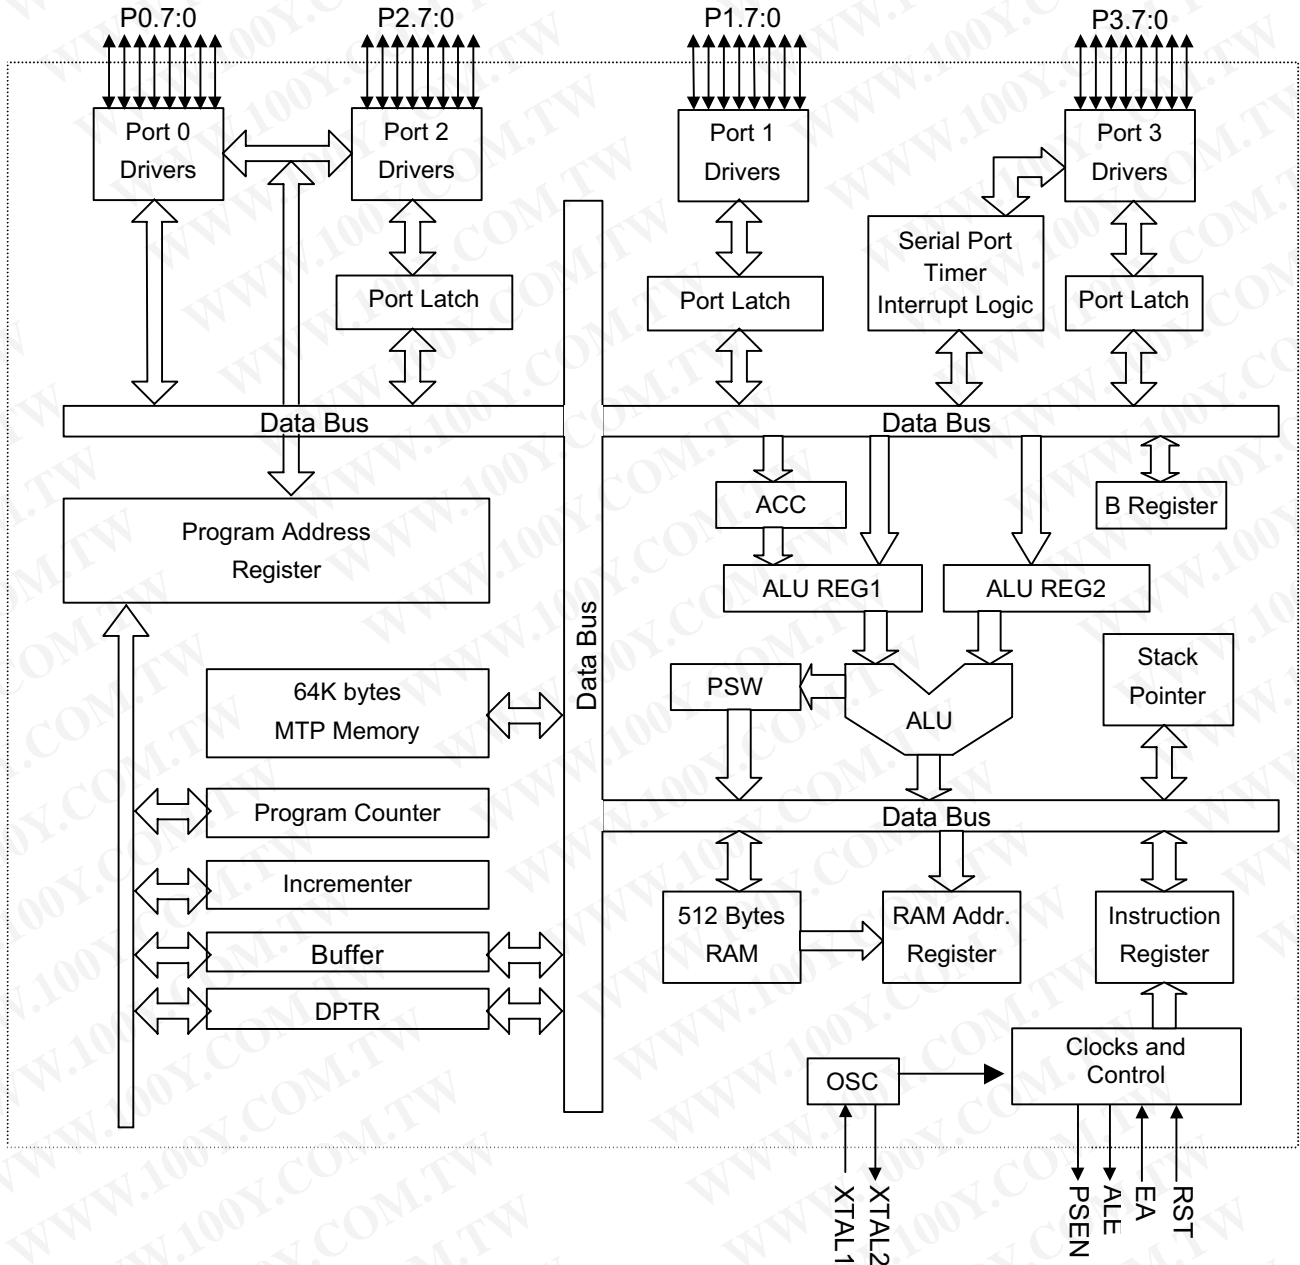 P0.7:0
P2.7:0
P1.7:0
P3.7:0
Port 0
Drivers
Port 2
Drivers
Port 1
Drivers
Port 3
Drivers
Port Latch
Port Latch
Serial Port
Timer
Interrupt Logic
Port Latch
Data Bus
Data Bus
Data Bus
ACC
B Register
Program Address
Register
ALU REG1
ALU REG2
64K bytes
MTP Memory
PSW
ALU
Stack
Pointer
Program Counter
Data Bus
Incrementer
Buffer
DPTR
512 Bytes
RAM
RAM Addr.
Register
Instruction
Register
OSC
Clocks and
Control
XTAL1
XTAL2
PSEN
ALE
EA
RST
WWW.100Y.COM.TW